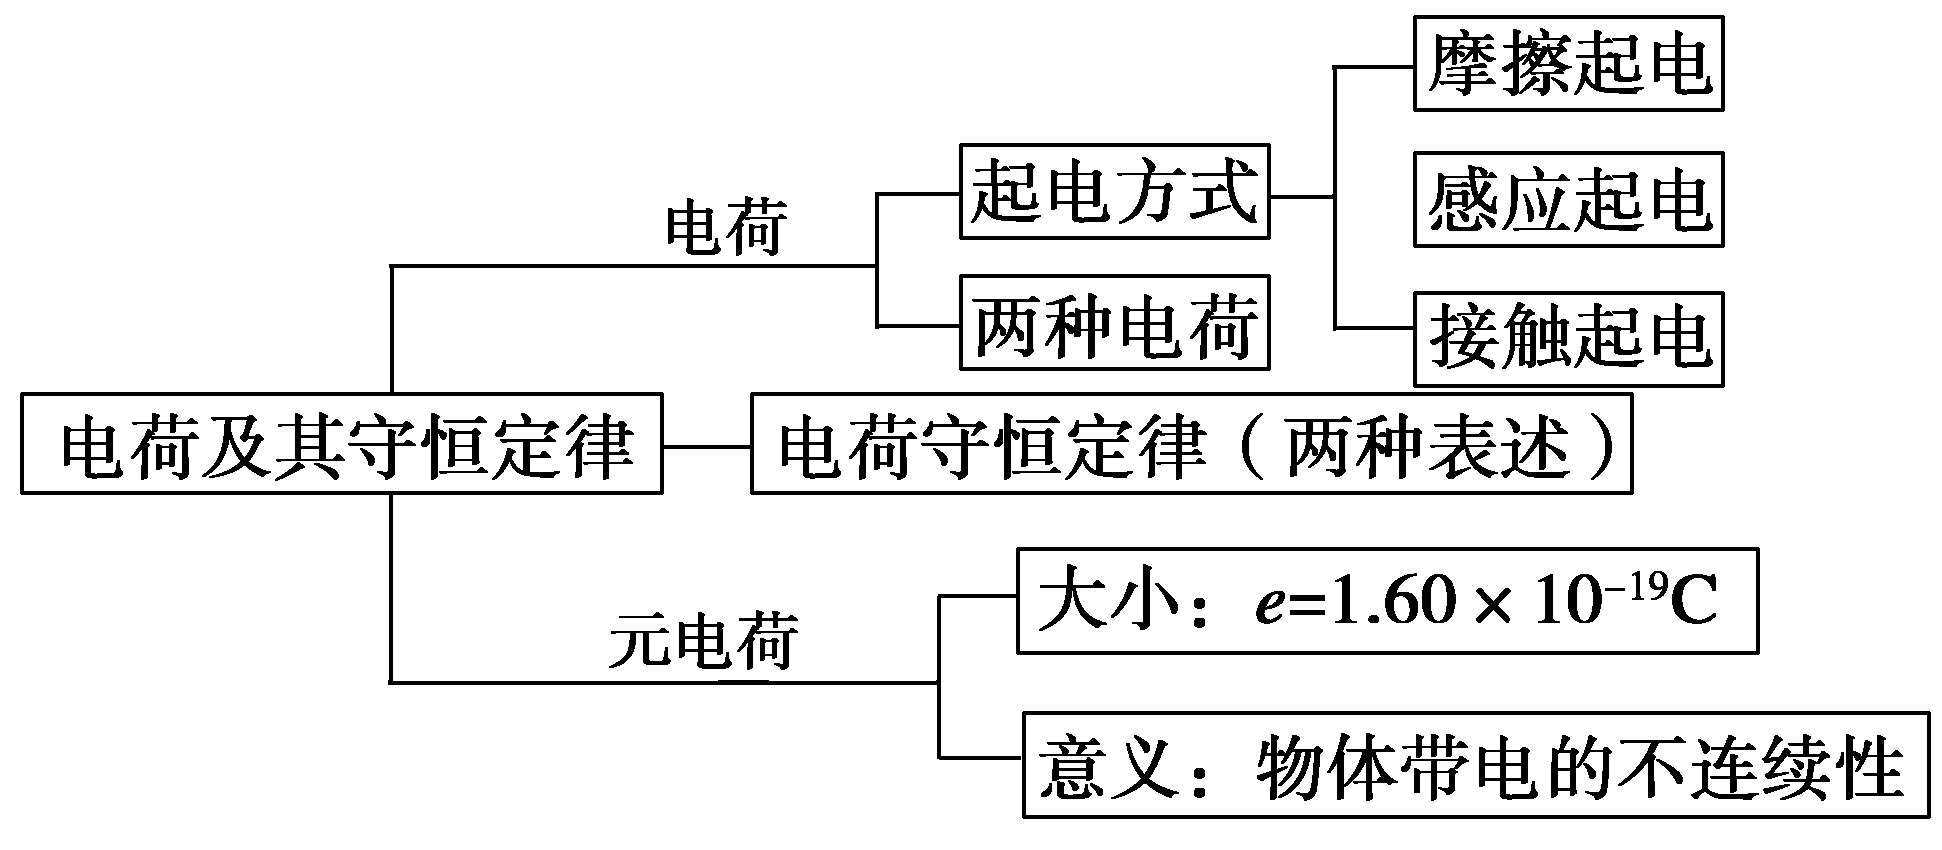 摩擦起电
起电方式
感应起电
电荷
两种电荷
接触起电
电荷及其守恒定律
电荷守恒定律（两种表述）
大小：e=1.60×10⁻¹⁹C
元电荷
意义：物体带电的不连续性